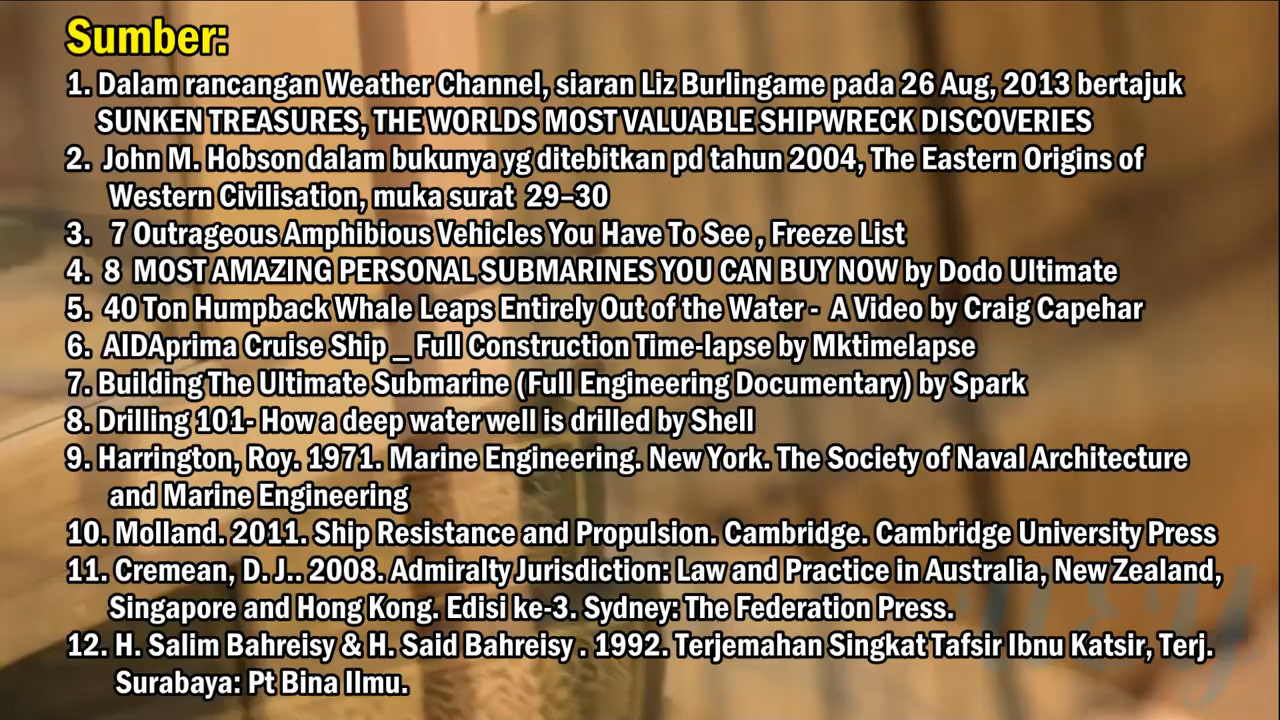 Sumber:
1. Dalam rancangan Weather Channel, siaran Liz Burlingame pada 26 Aug, 2013 bertajuk
SUNKEN TREASURES, THE WORLDS MOST VALUABLE SHIPWRECK DISCOVERIES
2. John M. Hobson dalam bukunya yg ditebitkan pd tahun 2004, The Eastern Origins of
Western Civilisation, muka surat 29–30
3. 7 Outrageous Amphibious Vehicles You Have To See , Freeze List
4. 8 MOST AMAZING PERSONAL SUBMARINES YOU CAN BUY NOW by Dodo Ultimate
5. 40 Ton Humpback Whale Leaps Entirely Out of the Water - A Video by Craig Capehar
6. AIDAprima Cruise Ship _ Full Construction Time-lapse by Mktimelapse
7. Building The Ultimate Submarine (Full Engineering Documentary) by Spark
8. Drilling 101- How a deep water well is drilled by Shell
9. Harrington, Roy. 1971. Marine Engineering. New York. The Society of Naval Architecture
and Marine Engineering
10. Molland. 2011. Ship Resistance and Propulsion. Cambridge. Cambridge University Press
11. Cremean, D. J.. 2008. Admiralty Jurisdiction: Law and Practice in Australia, New Zealand,
Singapore and Hong Kong. Edisi ke-3. Sydney: The Federation Press.
12. H. Salim Bahreisy & H. Said Bahreisy . 1992. Terjemahan Singkat Tafsir Ibnu Katsir, Terj.
Surabaya: Pt Bina Ilmu.